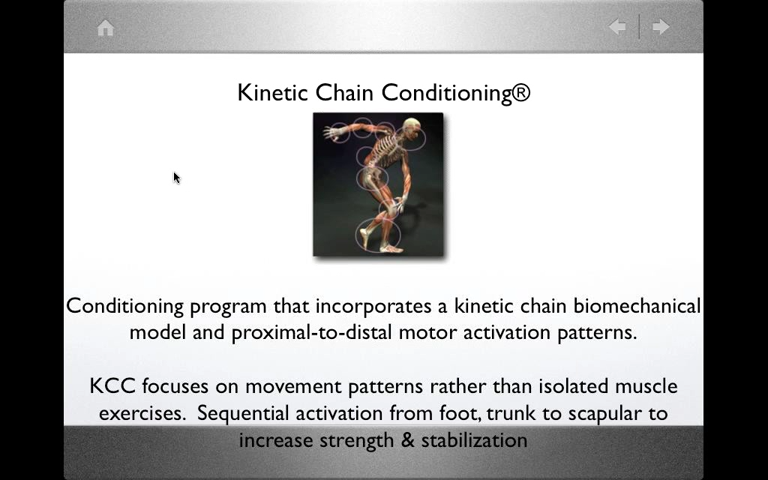 Kinetic Chain Conditioning®
Conditioning program that incorporates a kinetic chain biomechanical
model and proximal-to-distal motor activation patterns.
KCC focuses on movement patterns rather than isolated muscle
exercises.  Sequential activation from foot, trunk to scapular to
increase strength & stabilization